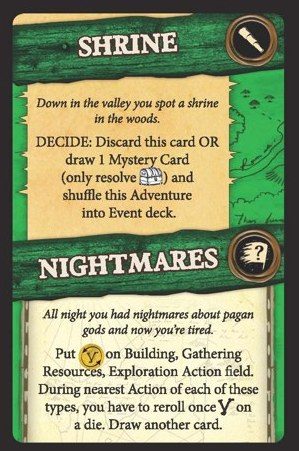 SHRINE
Down in the valley you spot a shrine
in the woods.
DECIDE: Discard this card OR
draw 1 Mystery Card
(only resolve ) and
shuffle this Adventure
into Event deck.
NIGHTMARES
?
All night you had nightmares about pagan
gods and now you're tired.
Put on Building, Gathering
Resources, Exploration Action field.
During nearest Action of each of these
types, you have to reroll once on
a die. Draw another card.